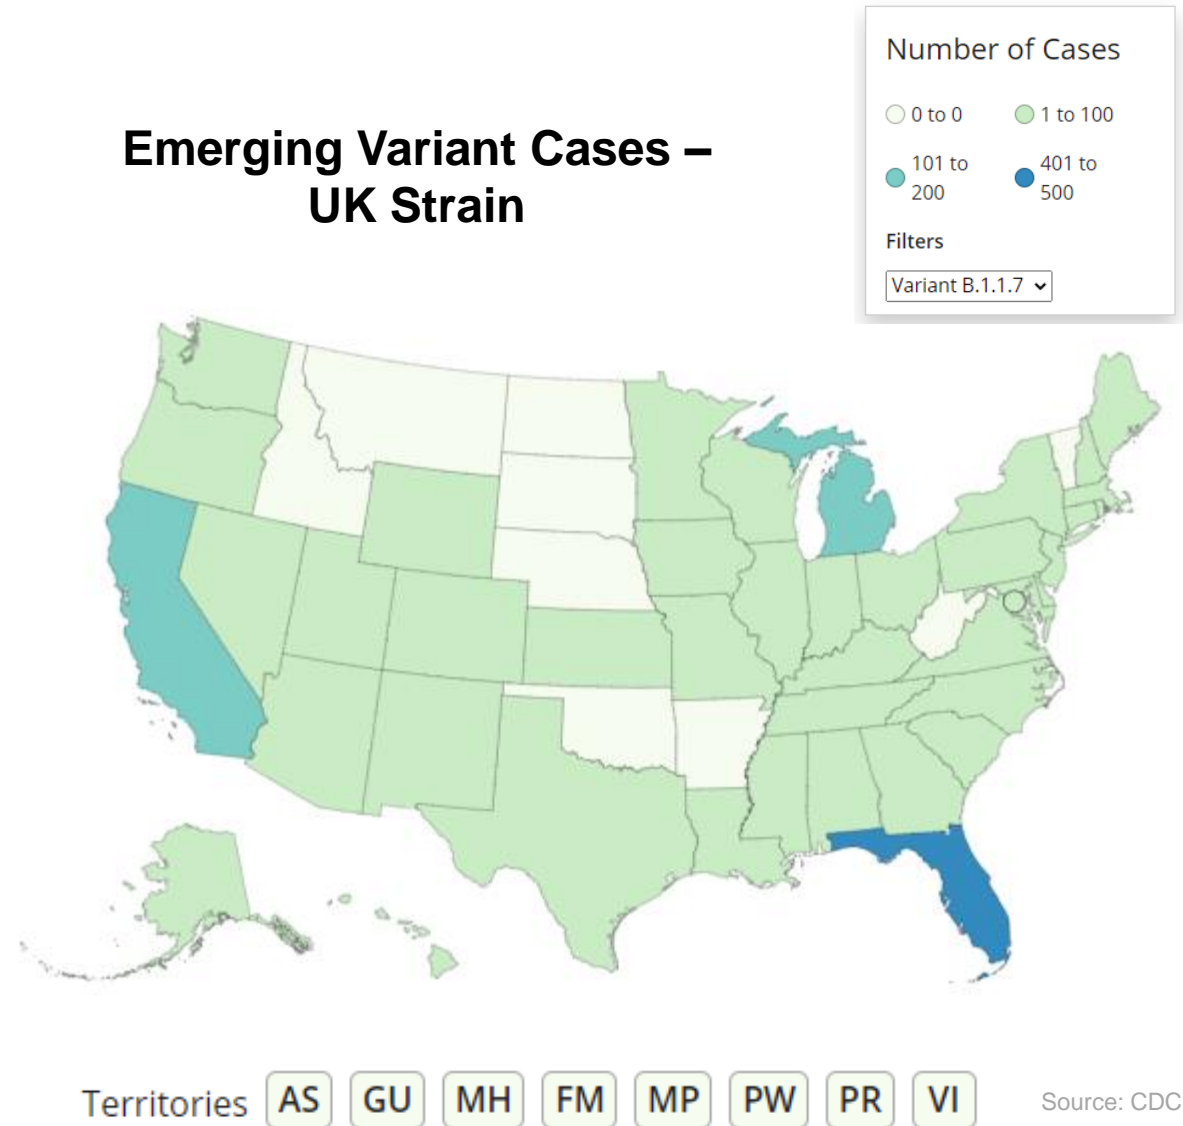 Number of Cases
0 to 0
1 to 100
101 to
200
401 to
500
Filters
Variant B.1.1.7
Emerging Variant Cases –
UK Strain
Territories AS GU MH FM MP PW PR VI
Source: CDC